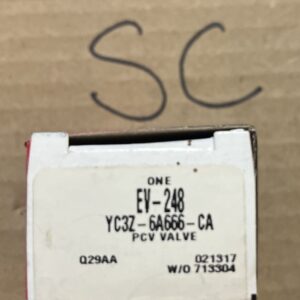 SC
ONE
EV-248
YC3Z-6A666-CA
PCV VALVE
Q29AA 021317
W/O 713304